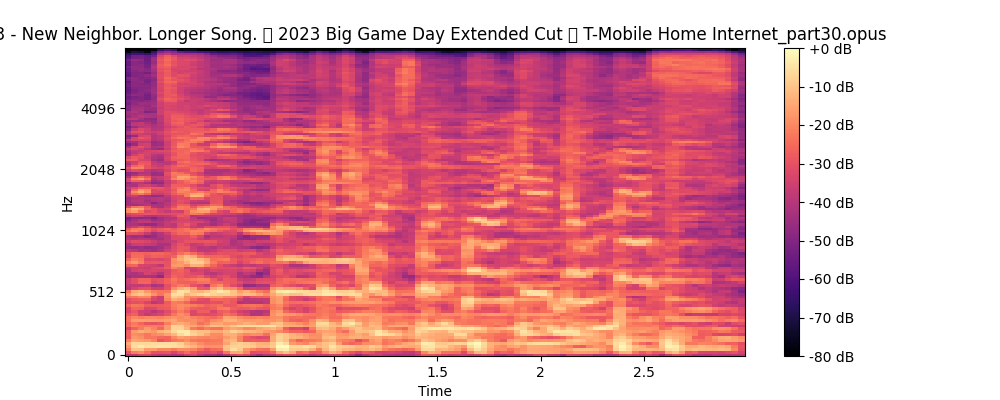 3 - New Neighbor. Longer Song. 2023 Big Game Day Extended Cut T-Mobile Home Internet_part30.opus
+0 dB
4096
-10 dB
-20 dB
2048
-30 dB
Hz
1024
-40 dB
-50 dB
512
-60 dB
-70 dB
0
-80 dB
0 0.5 1 1.5 2 2.5
Time